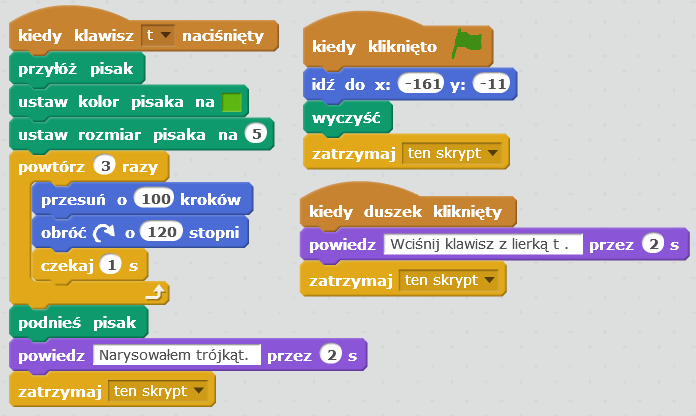 kiedy klawisz t naciśnięty
przyłóż pisak
ustaw kolor pisaka na
ustaw rozmiar pisaka na 5
powtórz 3 razy
przesuń o 100 kroków
obróć o 120 stopni
czekaj 1 s
podnieś pisak
powiedz Narysowałem trójkąt. przez 2 s
zatrzymaj ten skrypt
kiedy kliknięto
idź do x: -161 y: -11
wyczyść
zatrzymaj ten skrypt
kiedy duszek kliknięty
powiedz Wciśnij klawisz z lierką t . przez 2 s
zatrzymaj ten skrypt